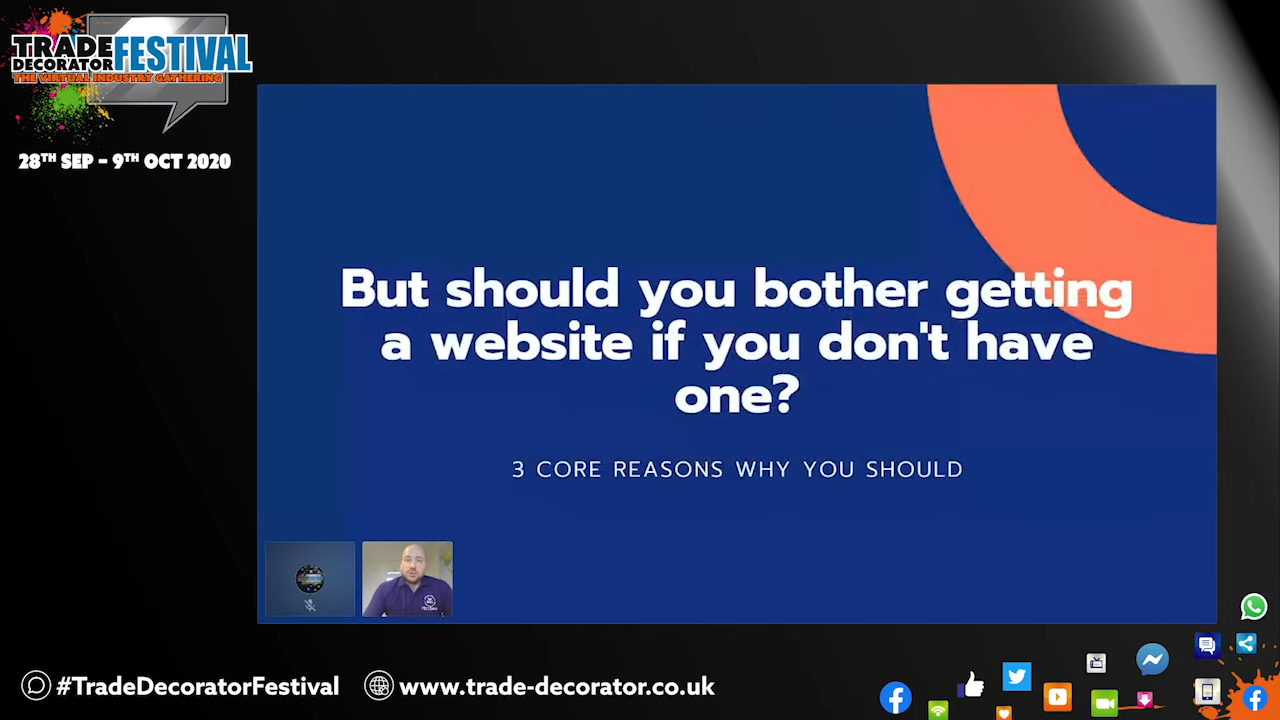 TRADE
DECORATOR
FESTIVAL
THE VIRTUAL INDUSTRY GATHERING
28TH SEP - 9TH OCT 2020
But should you bother getting
a website if you don't have
one?
3 CORE REASONS WHY YOU SHOULD
#TradeDecoratorFestival
www.trade-decorator.co.uk